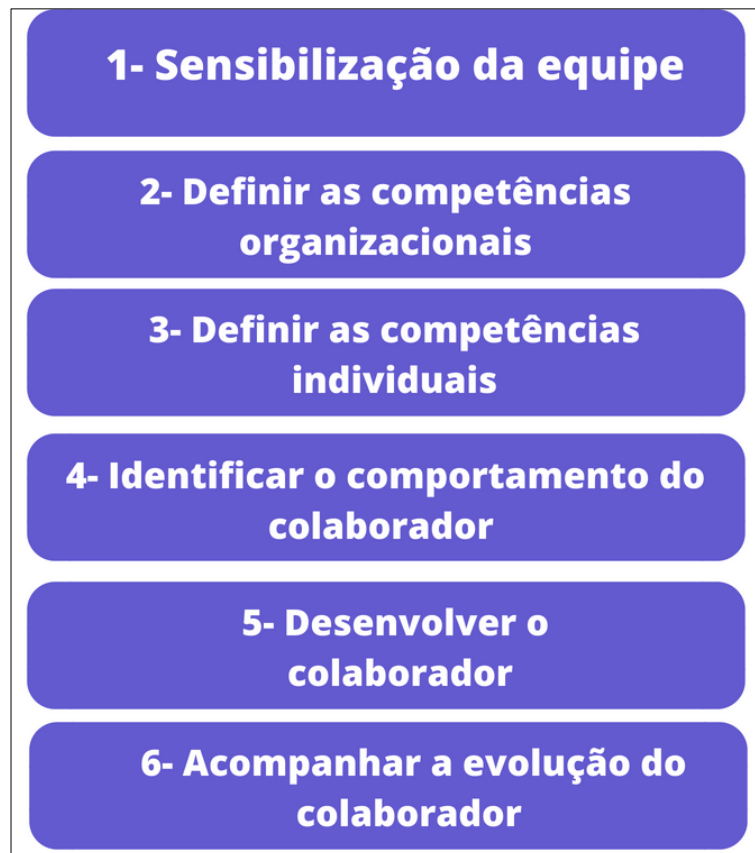 1- Sensibilização da equipe
2- Definir as competências
organizacionais
3- Definir as competências
individuais
4- Identificar o comportamento do
colaborador
5- Desenvolver o
colaborador
6- Acompanhar a evolução do
colaborador